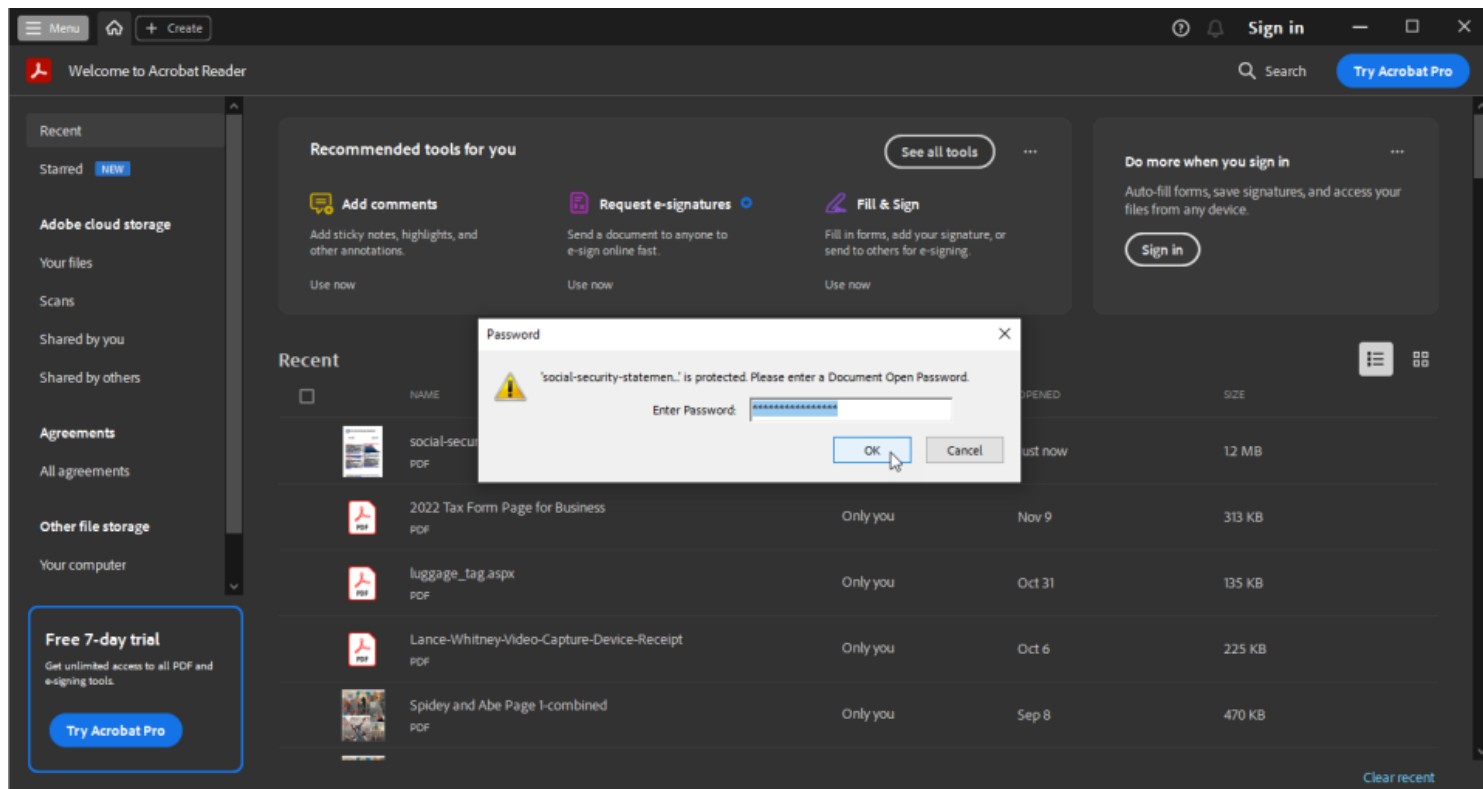 Menu
+ Create
Sign in
Welcome to Acrobat Reader
Search
Try Acrobat Pro
Recent
Starred NEW
Adobe cloud storage
Your files
Scans
Shared by you
Shared by others
Agreements
All agreements
Other file storage
Your computer
Free 7-day trial
Get unlimited access to all PDF and
e-signing tools.
Try Acrobat Pro
Recommended tools for you
See all tools
Add comments
Add sticky notes, highlights, and
other annotations.
Use now
Request e-signatures
Send a document to anyone to
e-sign online fast.
Use now
Fill & Sign
Fill in forms, add your signature, or
send to others for e-signing.
Use now
Do more when you sign in
Auto-fill forms, save signatures, and access your
files from any device.
Sign in
Password
'social-security-statemen..' is protected. Please enter a Document Open Password.
Enter Password: ****************
OK Cancel
Recent
NAME OPENED SIZE
social-secur ust now 1.2 MB
PDF
2022 Tax Form Page for Business Only you Nov 9 313 KB
PDF
luggage_tag.aspx Only you Oct 31 135 KB
PDF
Lance-Whitney-Video-Capture-Device-Receipt Only you Oct 6 225 KB
PDF
Spidey and Abe Page 1-combined Only you Sep 8 470 KB
PDF
Clear recent